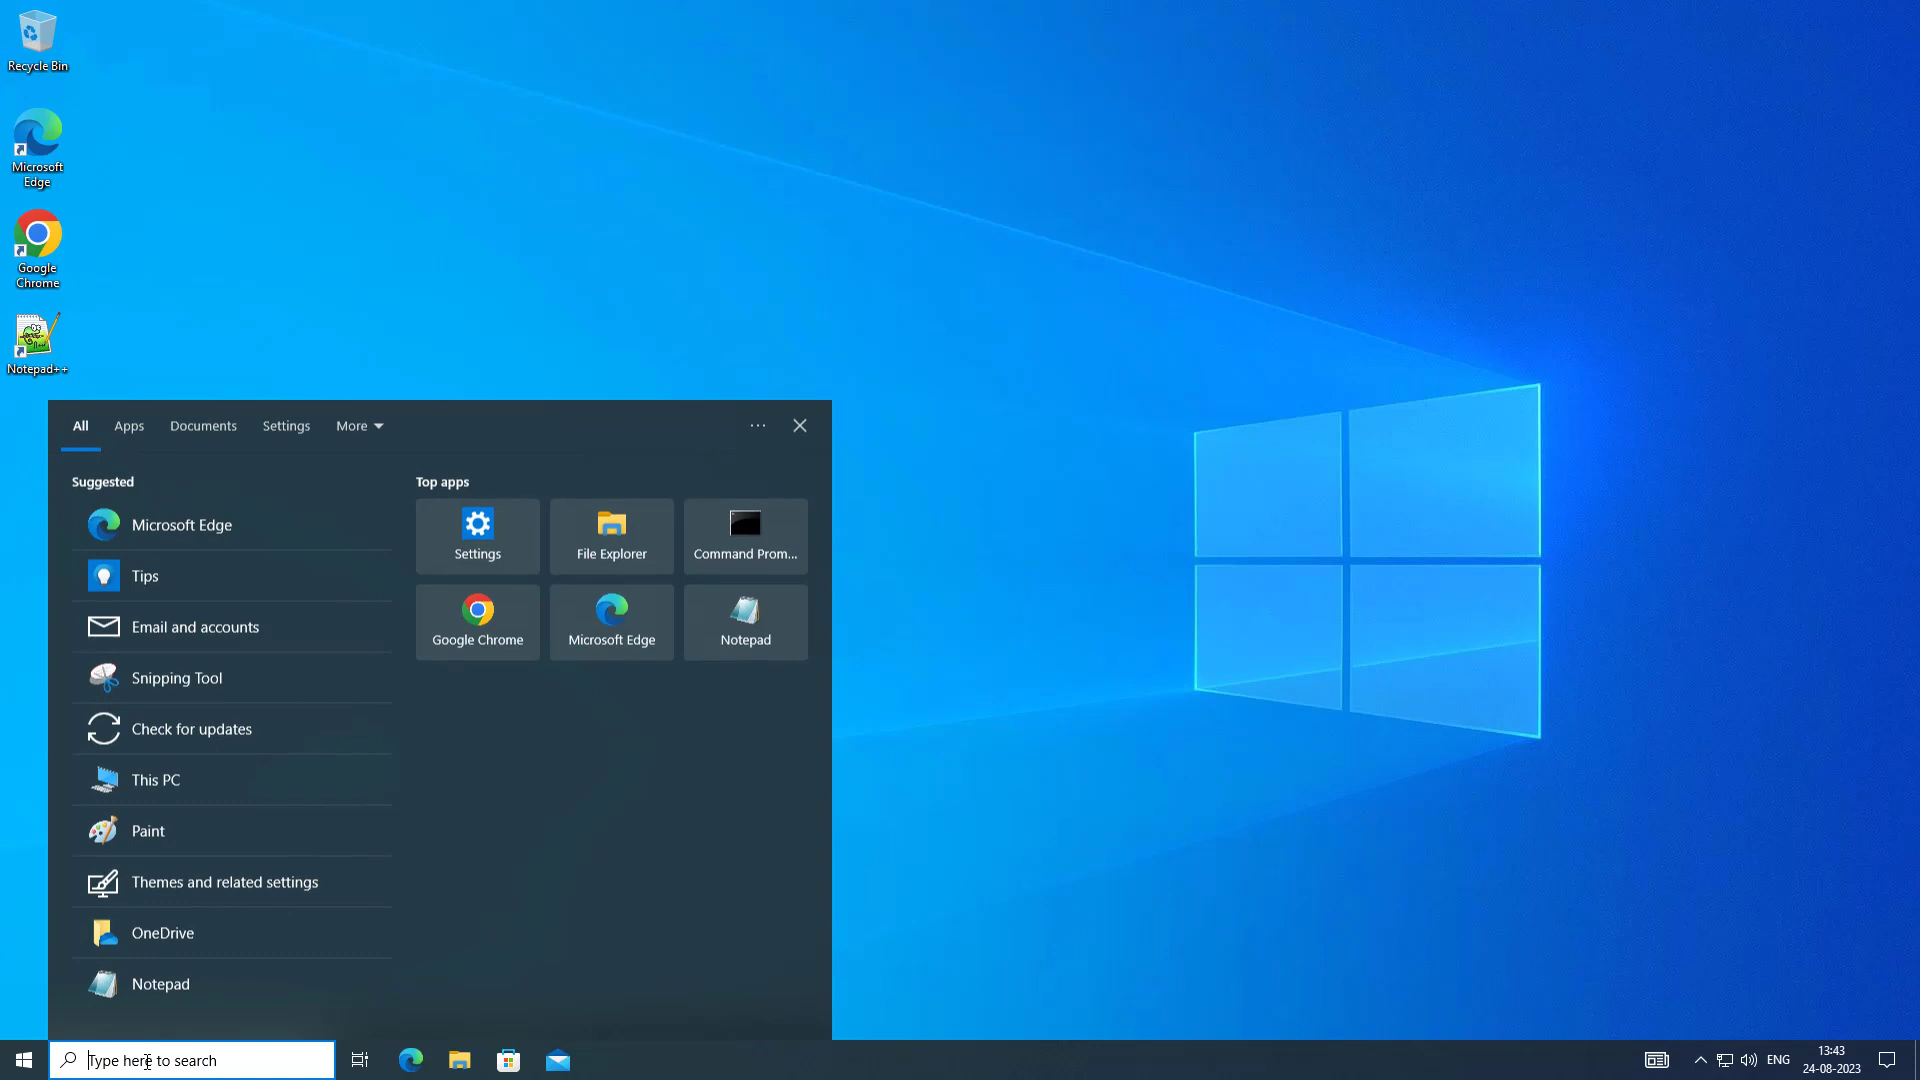 Recycle Bin
Microsoft
Edge
Google
Chrome
Notepad++
All Apps Documents Settings More
Suggested
Microsoft Edge
Tips
Email and accounts
Snipping Tool
Check for updates
This PC
Paint
Themes and related settings
OneDrive
Notepad
Top apps
Settings File Explorer Command Prom...
Google Chrome Microsoft Edge Notepad
Type here to search
ENG
13:43
24-08-2023